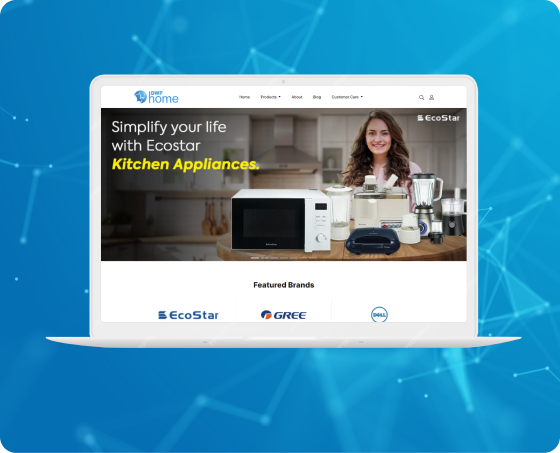 DWP
home
Home Products About Blog Customer Care
EcoStar
Simplify your life
with Ecostar
Kitchen Appliances.
Featured Brands
EcoStar GREE DELL